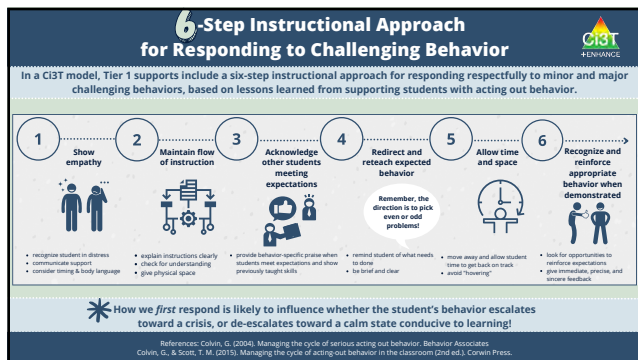 6-Step Instructional Approach
for Responding to Challenging Behavior
Ci3T
+ENHANCE
In a Ci3T model, Tier 1 supports include a six-step instructional approach for responding respectfully to minor and major
challenging behaviors, based on lessons learned from supporting students with acting out behavior.
1
Show
empathy
• recognize student in distress
• communicate support
• consider timing & body language
2
Maintain flow
of instruction
• explain instructions clearly
• check for understanding
• give physical space
3
Acknowledge
other students
meeting
expectations
• provide behavior-specific praise when
students meet expectations and show
previously taught skills
4
Redirect and
reteach expected
behavior
Remember, the
direction is to pick
even or odd
problems!
• remind student of what needs
to done
• be brief and clear
5
Allow time
and space
• move away and allow student
time to get back on track
• avoid "hovering"
6
Recognize and
reinforce
appropriate
behavior when
demonstrated
• look for opportunities to
reinforce expectations
• give immediate, precise, and
sincere feedback
How we first respond is likely to influence whether the student's behavior escalates
toward a crisis, or de-escalates toward a calm state conducive to learning!
References: Colvin, G. (2004). Managing the cycle of serious acting out behavior. Behavior Associates
Colvin, G., & Scott, T. M. (2015). Managing the cycle of acting-out behavior in the classroom (2nd ed.). Corwin Press.